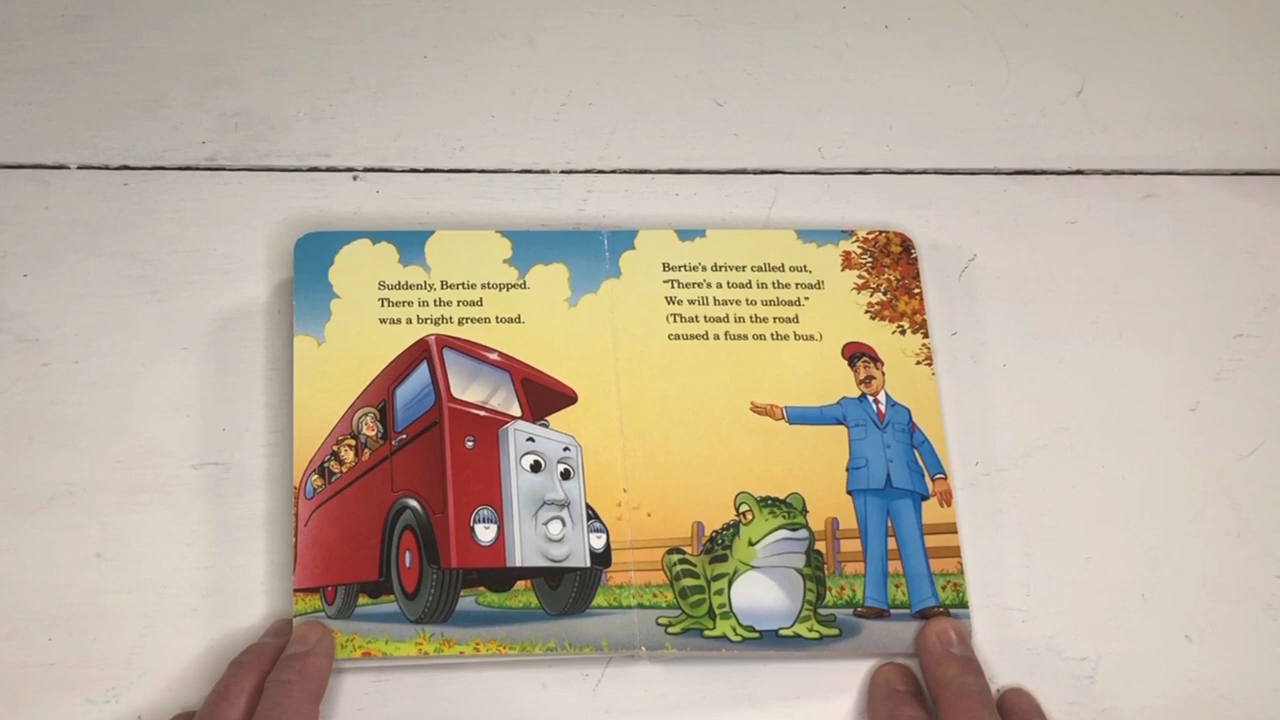 Suddenly, Bertie stopped.
There in the road
was a bright green toad.
Bertie's driver called out,
"There's a toad in the road!
We will have to unload."
(That toad in the road
caused a fuss on the bus.)